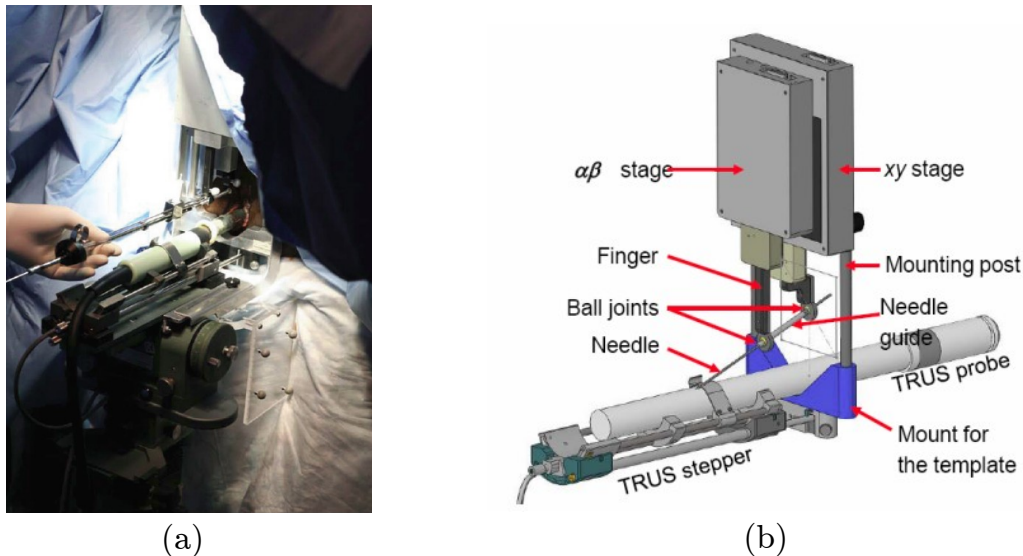 αβ stage
xy stage
Finger
Mounting post
Ball joints
Needle
guide
Needle
TRUS probe
Mount for
the template
TRUS stepper
(a)
(b)